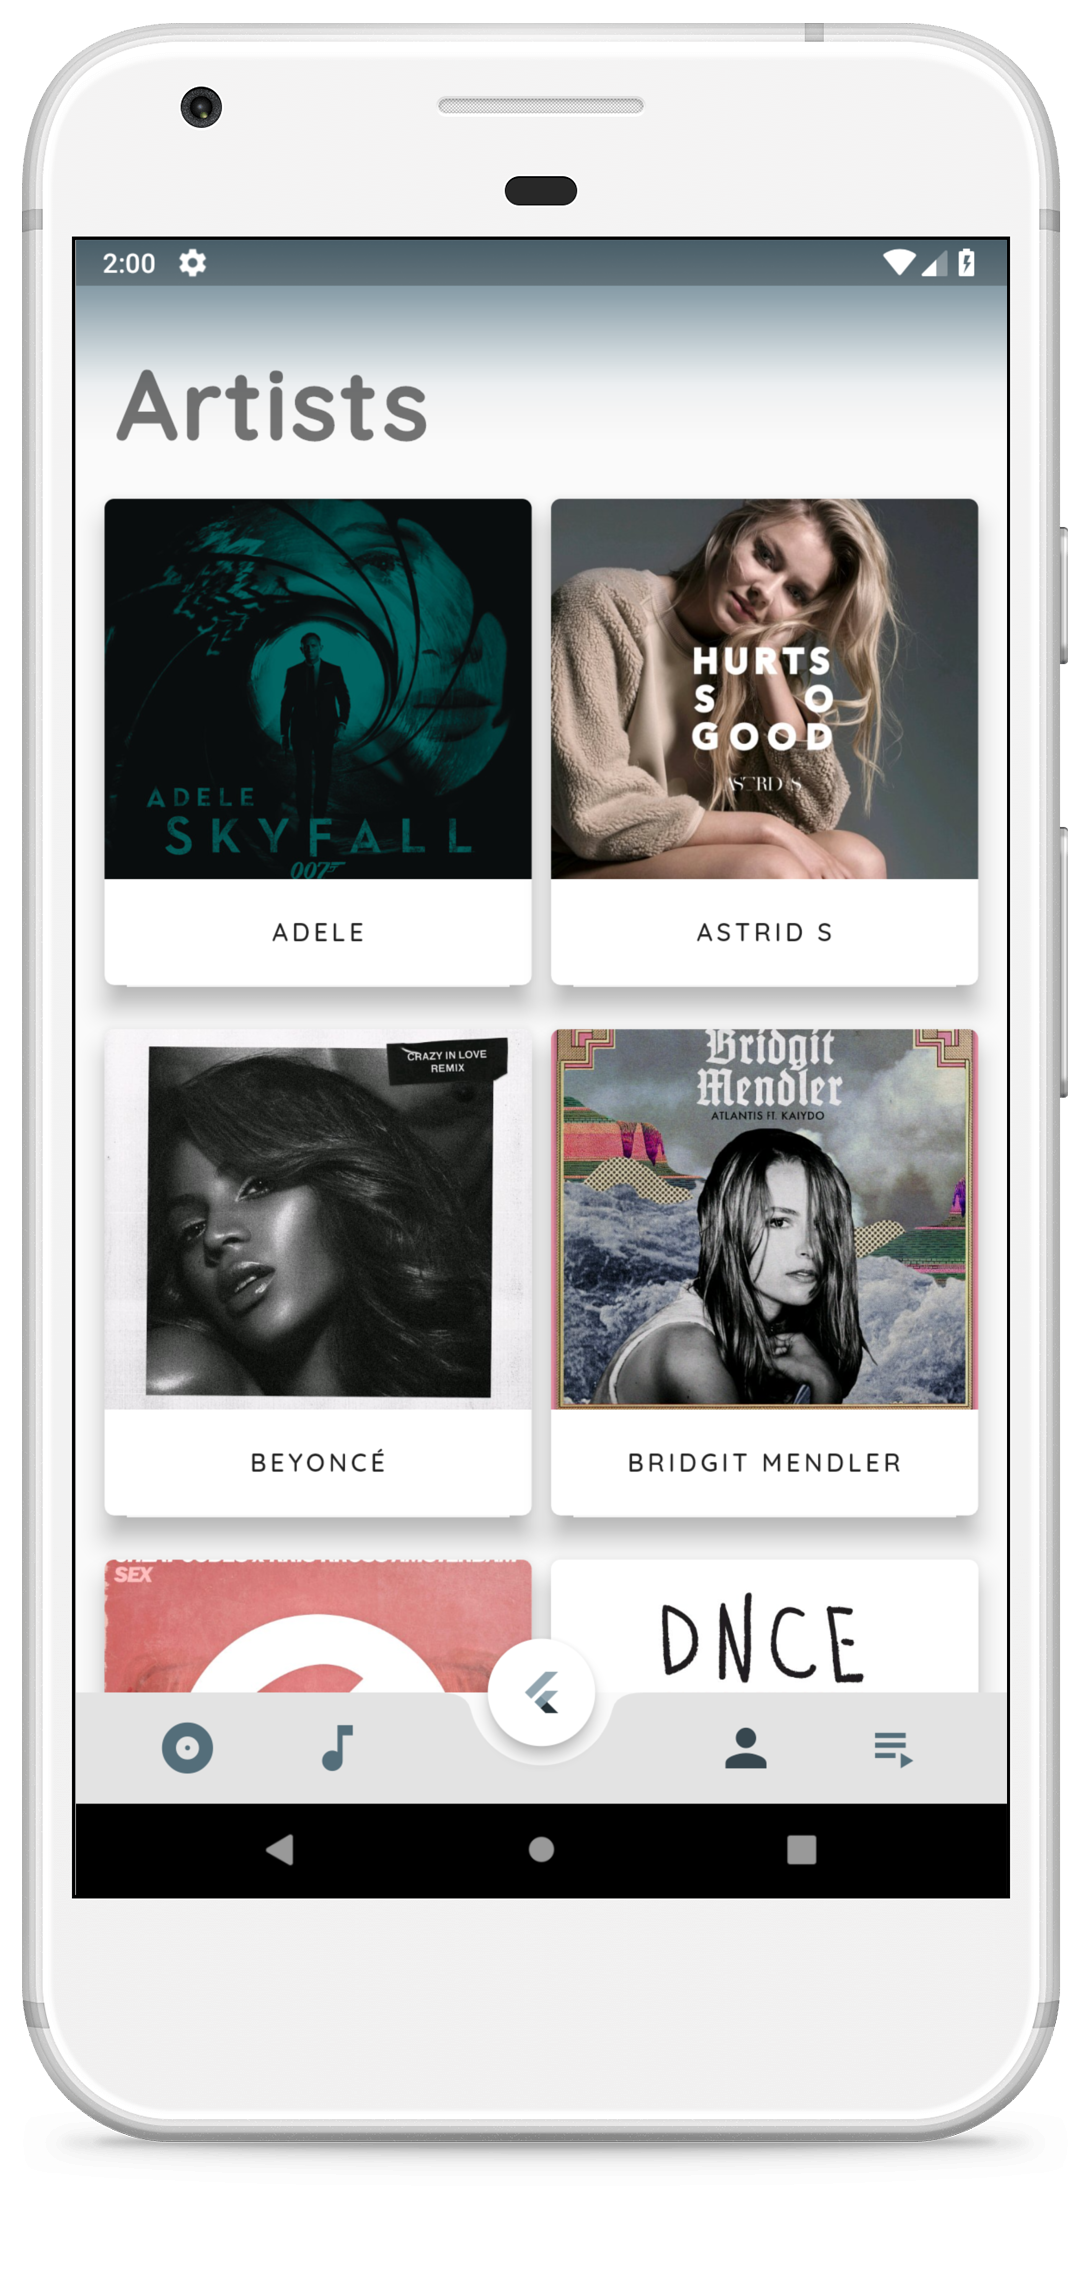 2:00
Artists
ADELE
SKYFALL
007
HURTS
S O
GOOD
ASTRID S
ADELE
ASTRID S
CRAZY IN LOVE
REMIX
Bridgit
Mendler
ATLANTIS FT. KAIYDO
BEYONCÉ
BRIDGIT MENDLER
SEX
DNCE